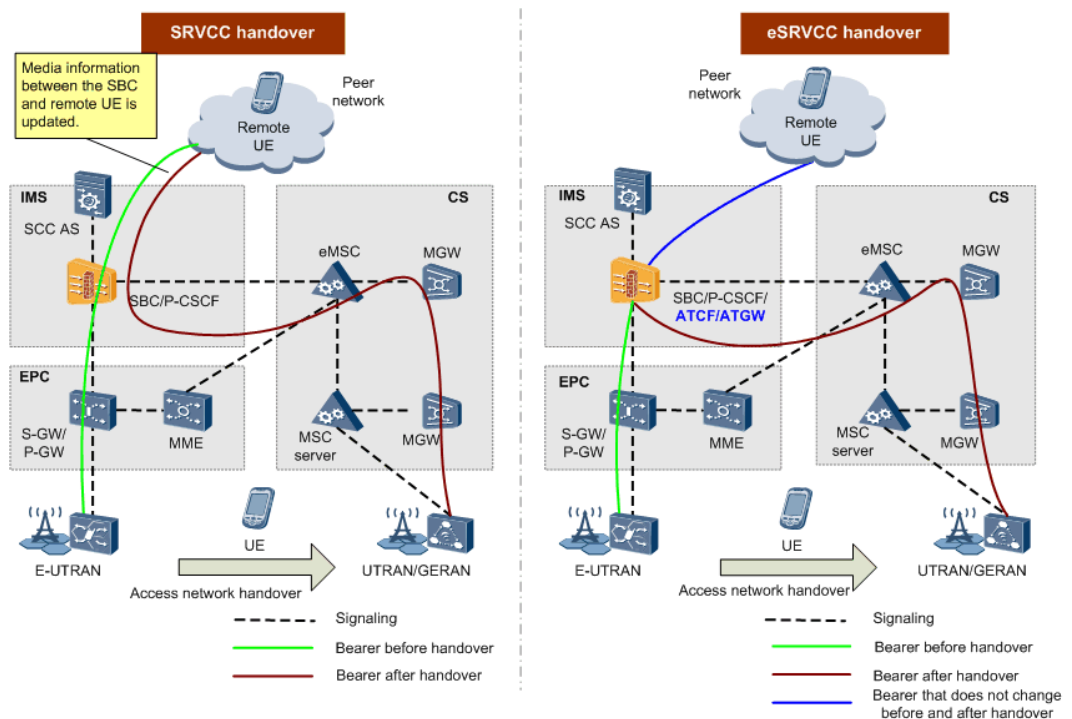 SRVCC handover
Media information
between the SBC
and remote UE is
updated.
Peer
network
Remote
UE
IMS
CS
SCC AS
eMSC
MGW
SBC/P-CSCF
EPC
S-GW/
P-GW
MME
MSC
server
MGW
UE
E-UTRAN
UTRAN/GERAN
Access network handover
Signaling
Bearer before handover
Bearer after handover
eSRVCC handover
Peer
network
Remote
UE
IMS
CS
SCC AS
eMSC
MGW
SBC/P-CSCF/
ATCF/ATGW
EPC
S-GW/
P-GW
MME
MSC
server
MGW
UE
E-UTRAN
UTRAN/GERAN
Access network handover
Signaling
Bearer before handover
Bearer after handover
Bearer that does not change
before and after handover